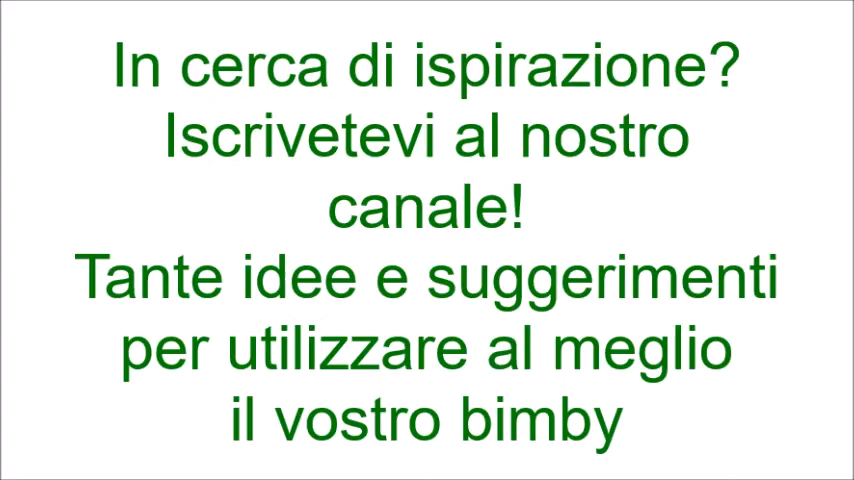 In cerca di ispirazione?
Iscrivetevi al nostro
canale!
Tante idee e suggerimenti
per utilizzare al meglio
il vostro bimby